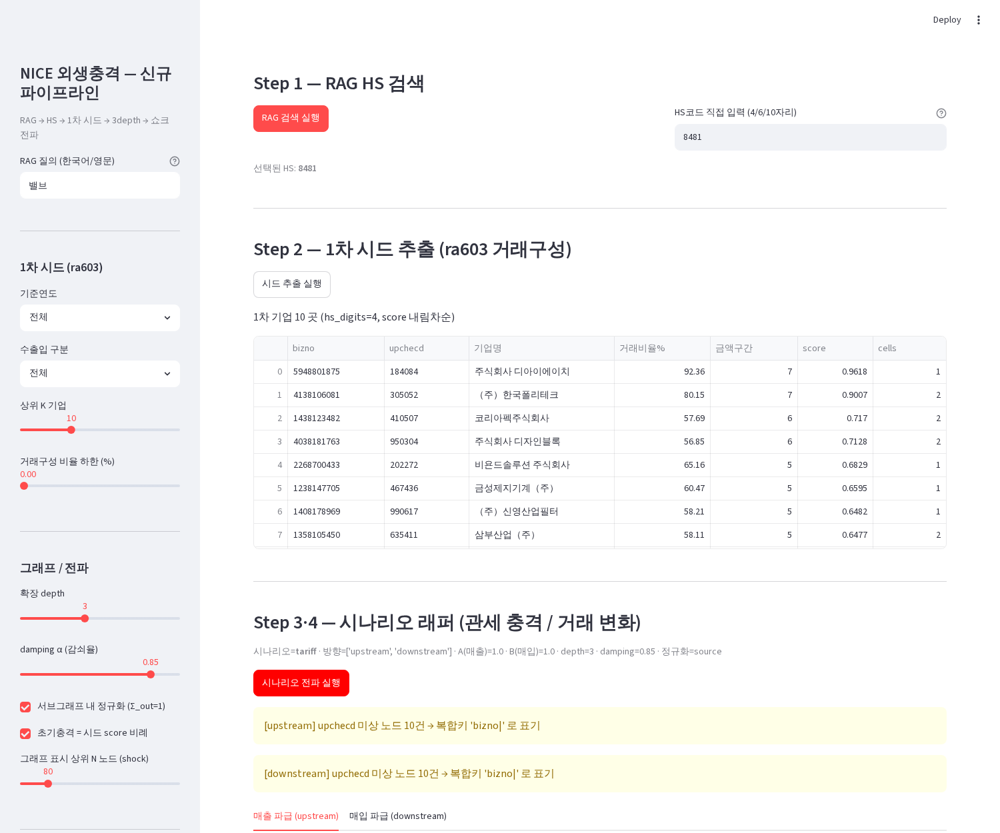 Deploy
NICE 외생충격 — 신규
파이프라인
RAG → HS → 1차 시드 → 3depth → 쇼크
전파
RAG 질의 (한국어/영문)
밸브
1차 시드 (ra603)
기준연도
전체
수출입 구분
전체
상위 K 기업
10
거래구성 비율 하한 (%)
0.00
그래프 / 전파
확장 depth
3
damping α (감쇠율)
0.85
서브그래프 내 정규화 (Σ_out=1)
초기충격 = 시드 score 비례
그래프 표시 상위 N 노드 (shock)
80
Step 1 — RAG HS 검색
RAG 검색 실행
HS코드 직접 입력 (4/6/10자리)
8481
선택된 HS: 8481
Step 2 — 1차 시드 추출 (ra603 거래구성)
시드 추출 실행
1차 기업 10 곳 (hs_digits=4, score 내림차순)
bizno upchecd 기업명 거래비율% 금액구간 score cells
0 5948801875 184084 주식회사 디아이에이치 92.36 7 0.9618 1
1 4138106081 305052 （주）한국폴리테크 80.15 7 0.9007 2
2 1438123482 410507 코리아펙주식회사 57.69 6 0.717 2
3 4038181763 950304 주식회사 디자인블록 56.85 6 0.7128 2
4 2268700433 202272 비욘드솔루션 주식회사 65.16 5 0.6829 1
5 1238147705 467436 금성제지기계（주） 60.47 5 0.6595 1
6 1408178969 990617 （주）신영산업필터 58.21 5 0.6482 1
7 1358105450 635411 삼부산업（주） 58.11 5 0.6477 2
Step 3·4 — 시나리오 래퍼 (관세 충격 / 거래 변화)
시나리오=tariff · 방향=['upstream', 'downstream'] · A(매출)=1.0 · B(매입)=1.0 · depth=3 · damping=0.85 · 정규화=source
시나리오 전파 실행
[upstream] upchecd 미상 노드 10건 → 복합키 'bizno|' 로 표기
[downstream] upchecd 미상 노드 10건 → 복합키 'bizno|' 로 표기
매출 파급 (upstream) 매입 파급 (downstream)